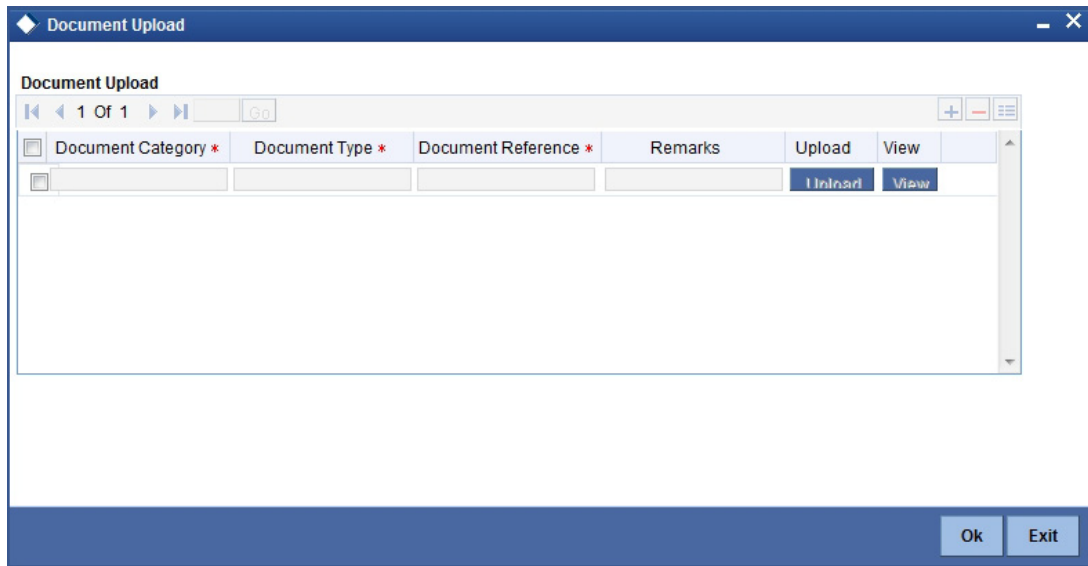 Document Upload
Document Upload
1 Of 1 Go
Document Category * Document Type * Document Reference * Remarks Upload View
Upload View
Ok Exit